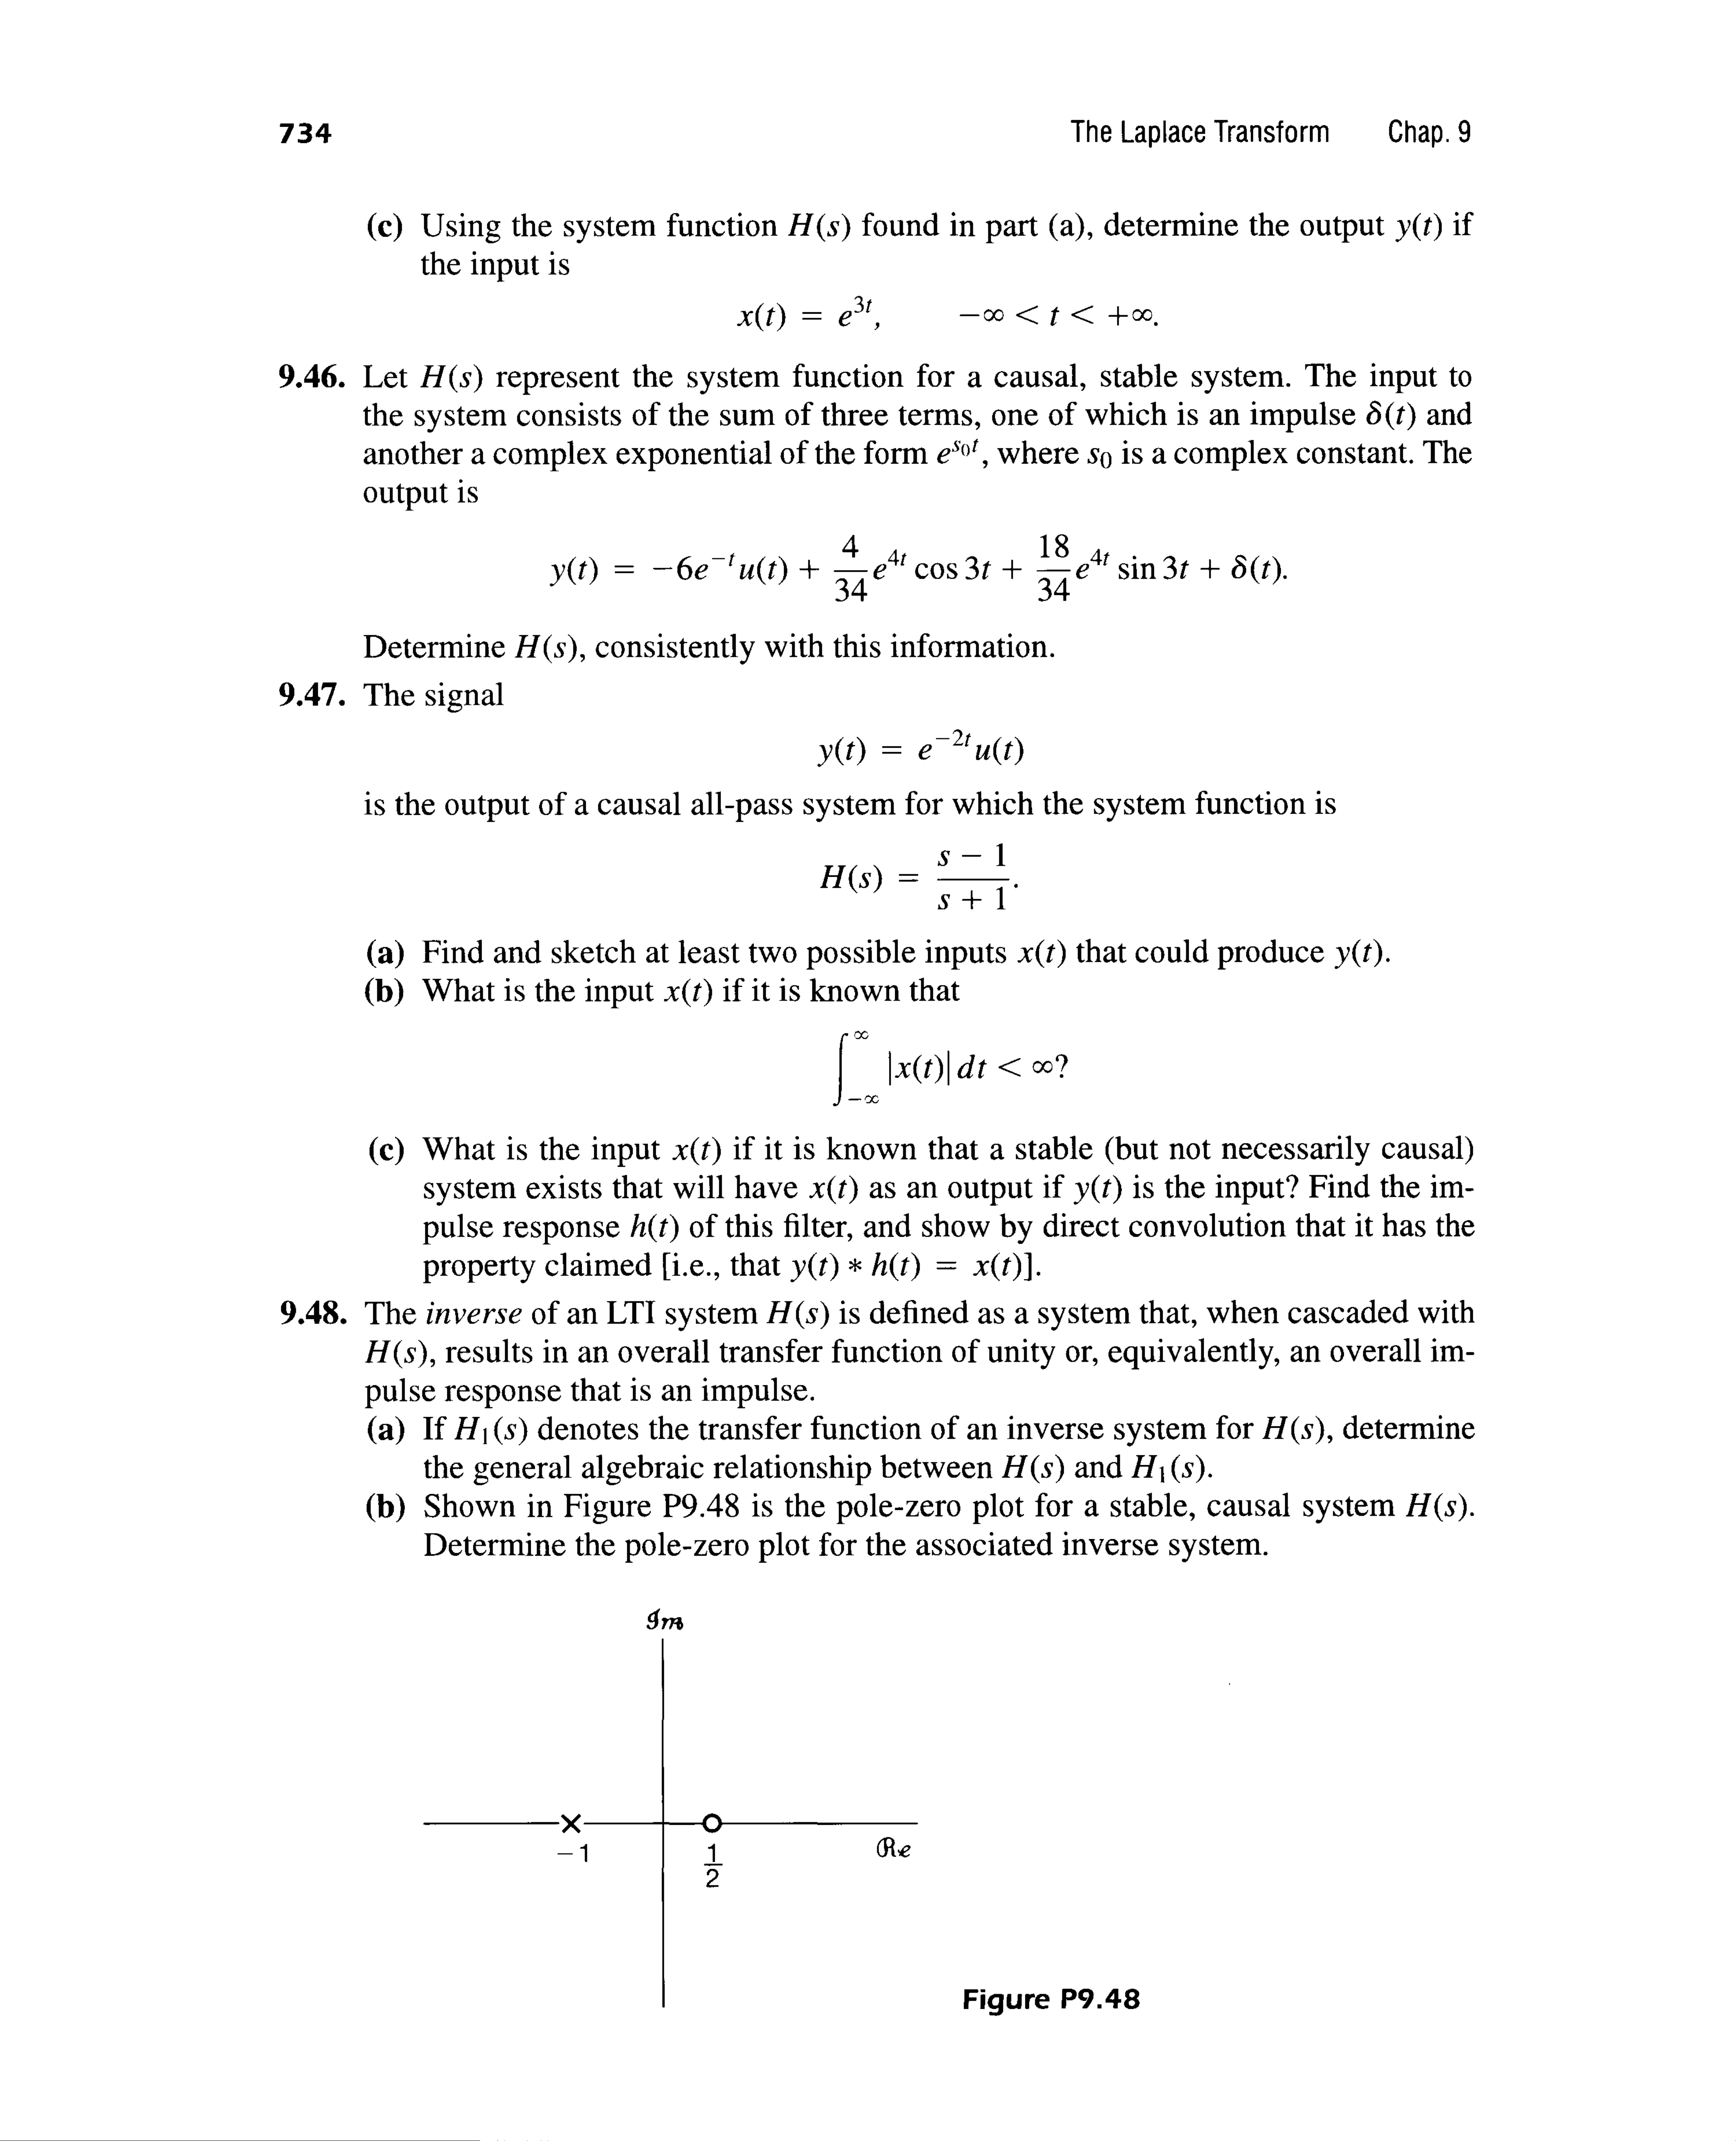 734 The Laplace Transform Chap. 9
(c) Using the system function H(s) found in part (a), determine the output y(t) if
the input is
x(t) = e^{3t}, −∞ < t < +∞.
9.46. Let H(s) represent the system function for a causal, stable system. The input to
the system consists of the sum of three terms, one of which is an impulse δ(t) and
another a complex exponential of the form e^{s_0 t}, where s_0 is a complex constant. The
output is
y(t) = −6e^{−t}u(t) + \frac{4}{34}e^{4t} cos 3t + \frac{18}{34}e^{4t} sin 3t + δ(t).
Determine H(s), consistently with this information.
9.47. The signal
y(t) = e^{−2t}u(t)
is the output of a causal all-pass system for which the system function is
H(s) = \frac{s − 1}{s + 1}.
(a) Find and sketch at least two possible inputs x(t) that could produce y(t).
(b) What is the input x(t) if it is known that
\int_{−∞}^{∞} |x(t)| dt < ∞?
(c) What is the input x(t) if it is known that a stable (but not necessarily causal)
system exists that will have x(t) as an output if y(t) is the input? Find the im-
pulse response h(t) of this filter, and show by direct convolution that it has the
property claimed [i.e., that y(t) * h(t) = x(t)].
9.48. The inverse of an LTI system H(s) is defined as a system that, when cascaded with
H(s), results in an overall transfer function of unity or, equivalently, an overall im-
pulse response that is an impulse.
(a) If H_1(s) denotes the transfer function of an inverse system for H(s), determine
the general algebraic relationship between H(s) and H_1(s).
(b) Shown in Figure P9.48 is the pole-zero plot for a stable, causal system H(s).
Determine the pole-zero plot for the associated inverse system.
Im
−1 \frac{1}{2} Re
Figure P9.48